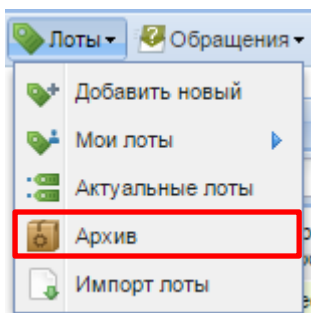 Лоты Обращения
Добавить новый
Мои лоты
Актуальные лоты
Архив
Импорт лоты